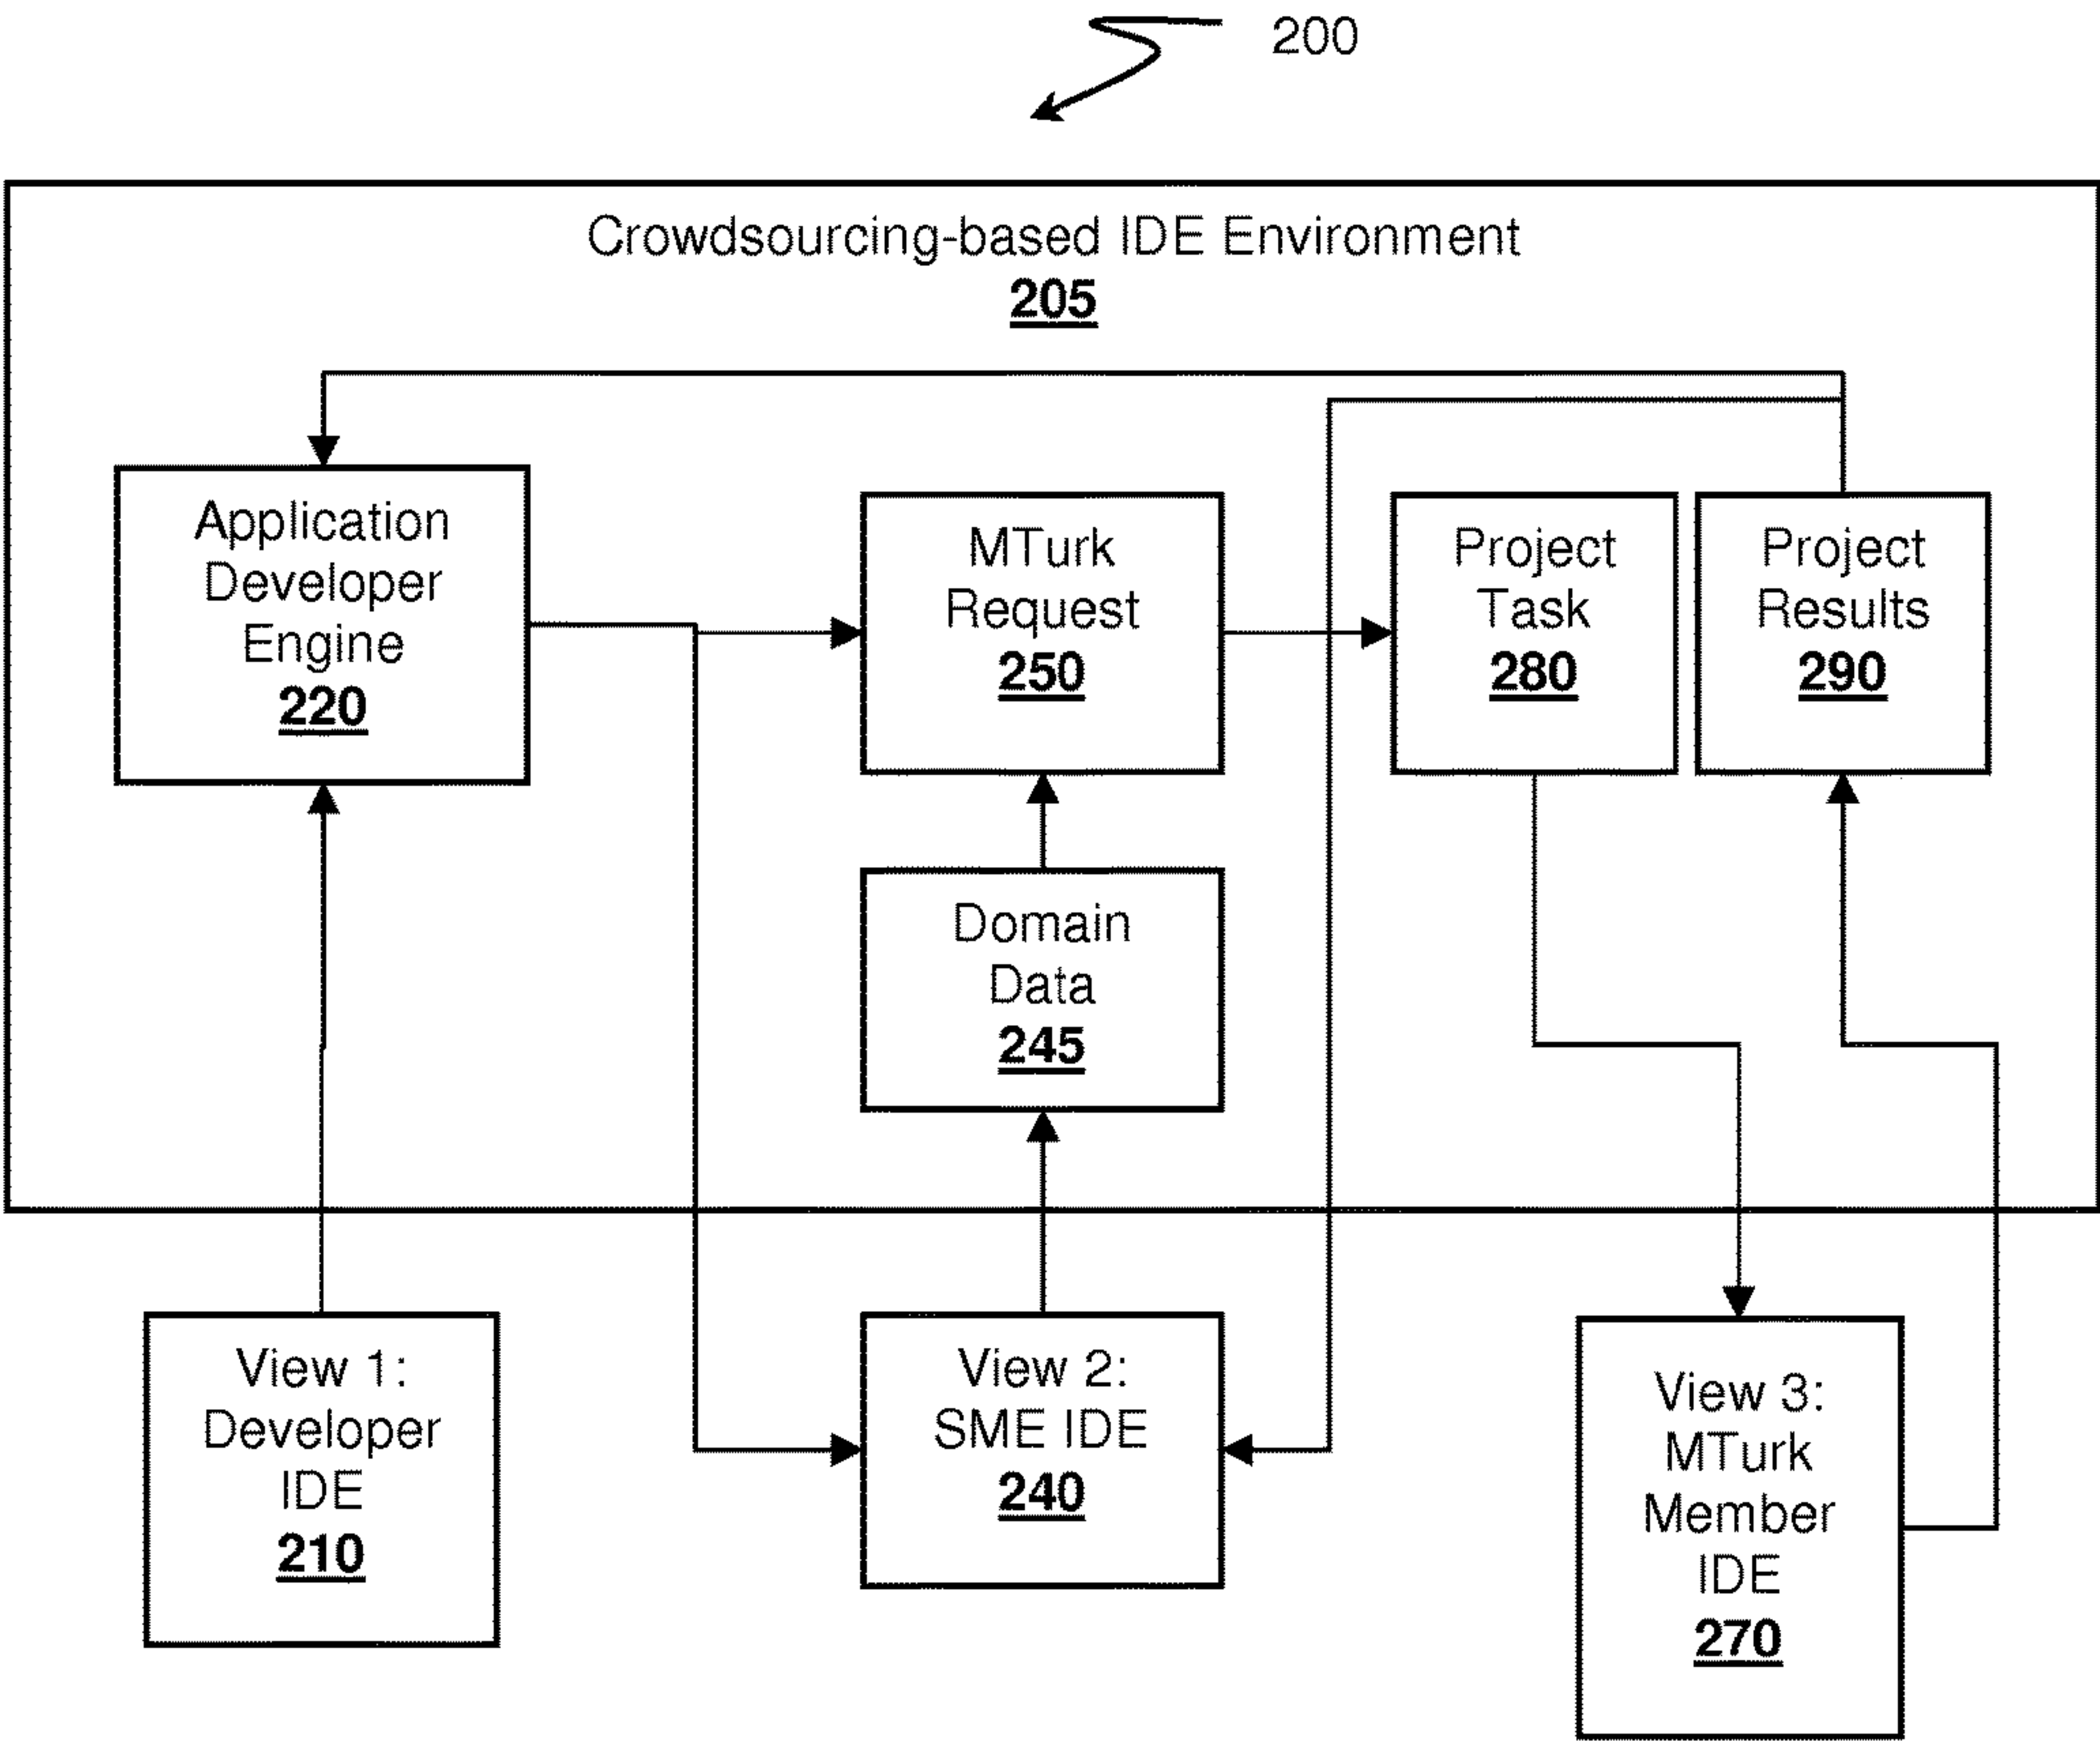 200
Crowdsourcing-based IDE Environment
205
Application
Developer
Engine
220
MTurk
Request
250
Project
Task
280
Project
Results
290
Domain
Data
245
View 1:
Developer
IDE
210
View 2:
SME IDE
240
View 3:
MTurk
Member
IDE
270